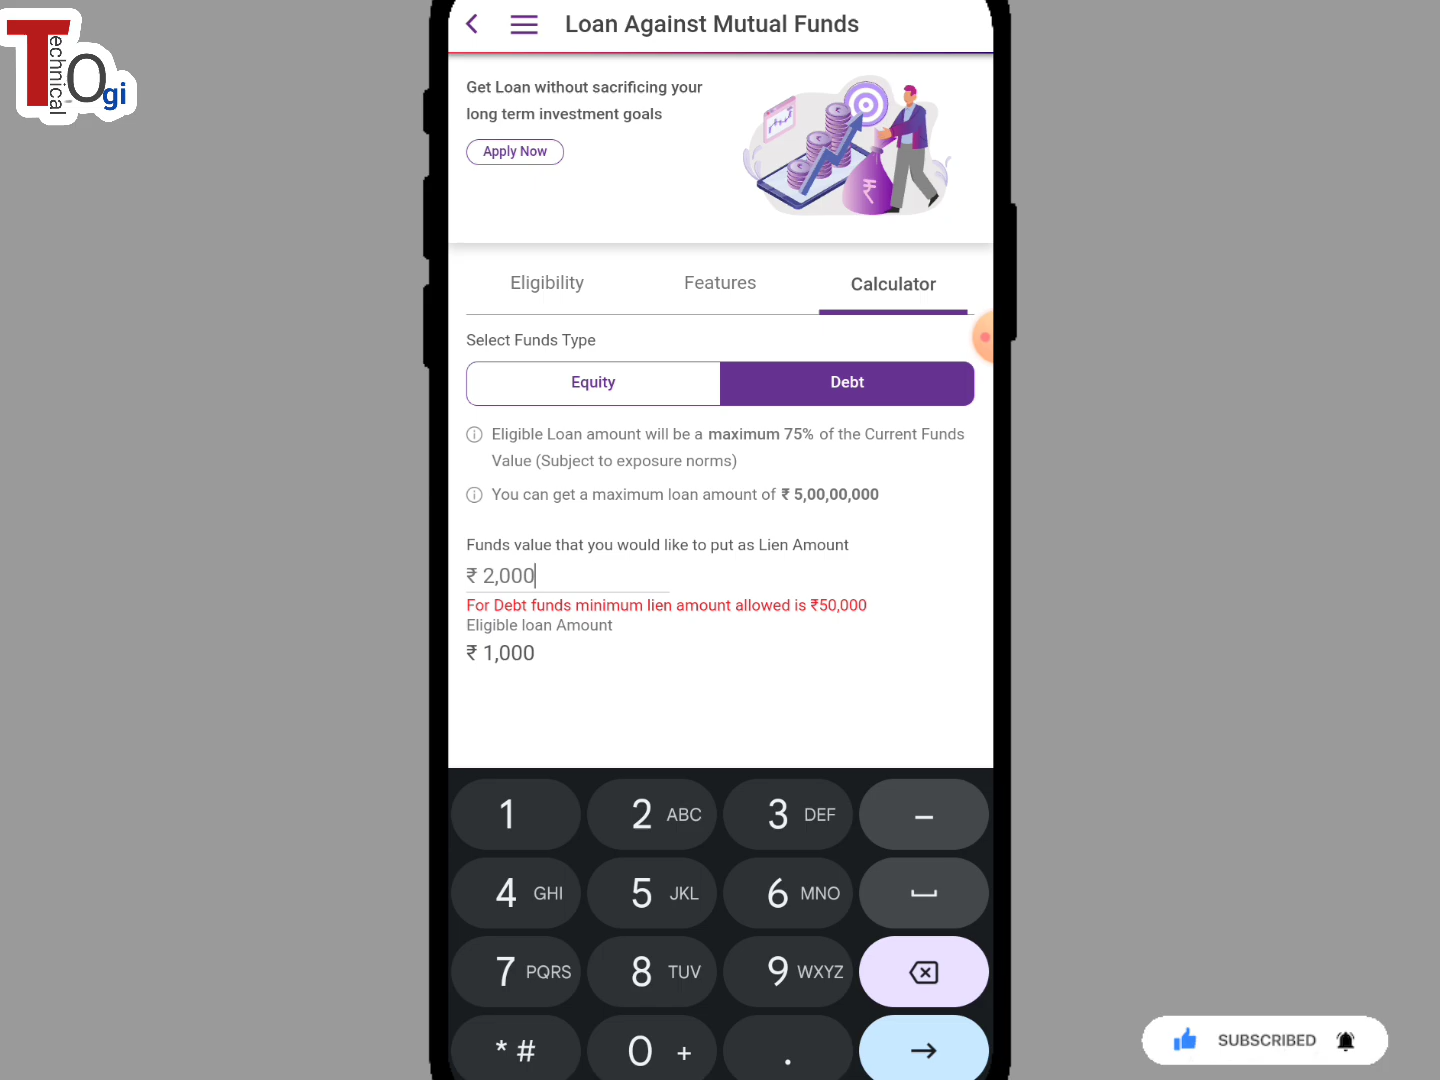 Technical
Ogi
Loan Against Mutual Funds
Get Loan without sacrificing your
long term investment goals
Apply Now
₹
Eligibility Features Calculator
Select Funds Type
Equity Debt
Eligible Loan amount will be a maximum 75% of the Current Funds
Value (Subject to exposure norms)
You can get a maximum loan amount of ₹ 5,00,00,000
Funds value that you would like to put as Lien Amount
₹ 2,000
For Debt funds minimum lien amount allowed is ₹50,000
Eligible loan Amount
₹ 1,000
1 2 ABC 3 DEF –
4 GHI 5 JKL 6 MNO
7 PQRS 8 TUV 9 WXYZ
* # 0 + .
SUBSCRIBED